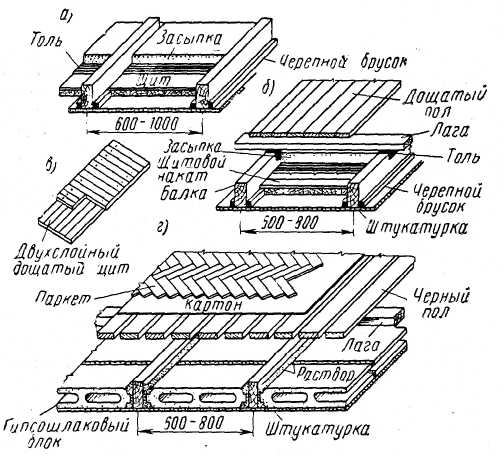 а)
Толь
Засыпка
Щит
Черепной брусок
600-1000
б)
Дощатый
пол
Лага
Засыпка
Щитовой
накат
Балка
Толь
Черепной
брусок
500-800
Штукатурка
в)
Двухслойный
дощатый щит
г)
Паркет
Картон
Черный
пол
Лага
Раствор
Гипсошлаковый
блок
500-800
Штукатурка